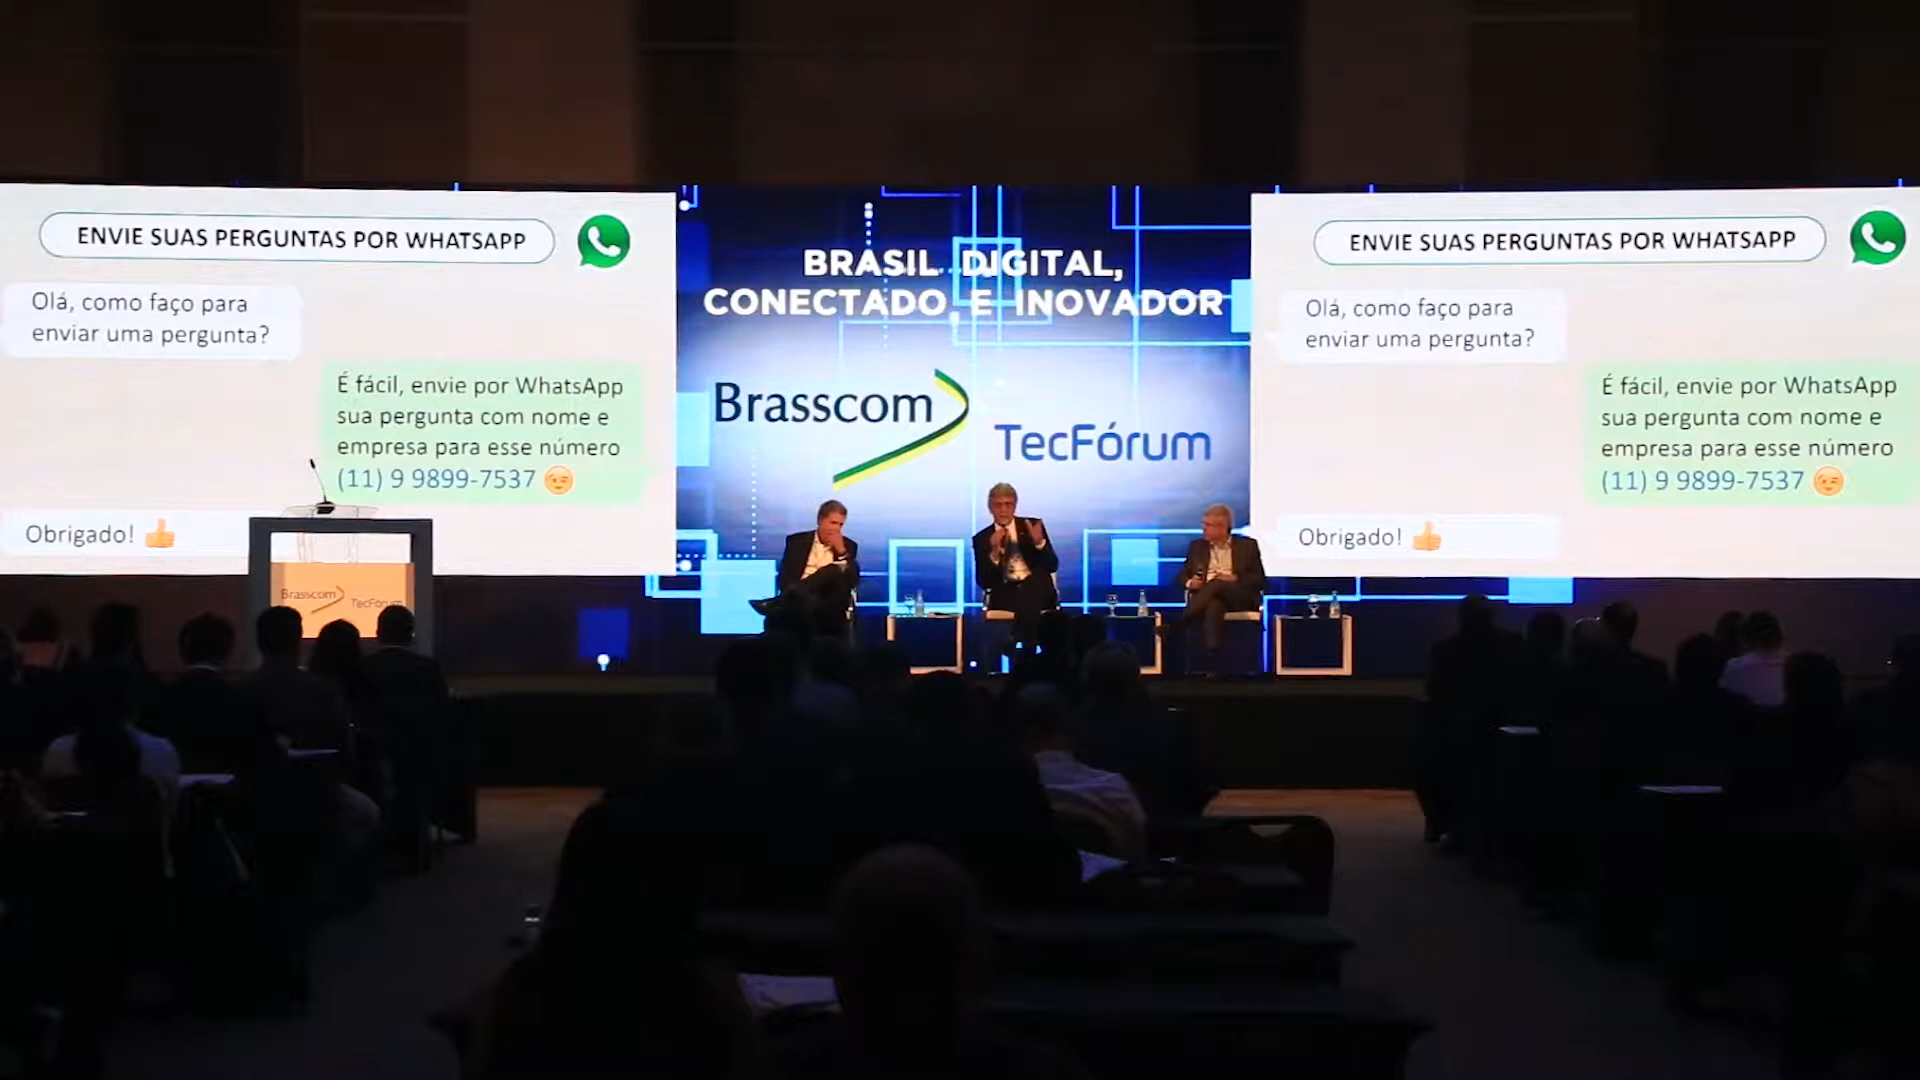 ENVIE SUAS PERGUNTAS POR WHATSAPP
Olá, como faço para
enviar uma pergunta?
É fácil, envie por WhatsApp
sua pergunta com nome e
empresa para esse número
(11) 9 9899-7537
Obrigado!
Brasscom
TecFórum
BRASIL DIGITAL,
CONECTADO E INOVADOR
Brasscom
TecFórum
ENVIE SUAS PERGUNTAS POR WHATSAPP
Olá, como faço para
enviar uma pergunta?
É fácil, envie por WhatsApp
sua pergunta com nome e
empresa para esse número
(11) 9 9899-7537
Obrigado!